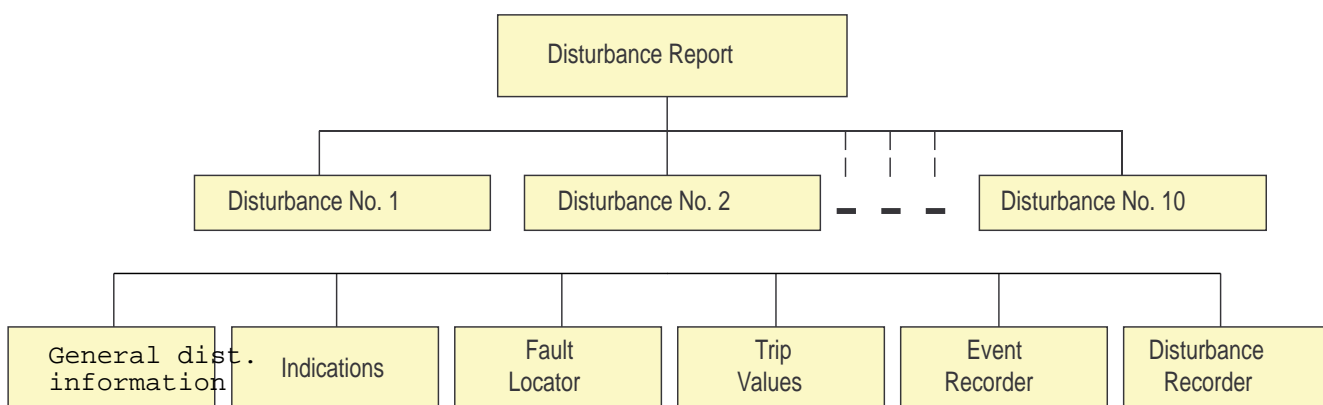 Disturbance Report
Disturbance No. 1
Disturbance No. 2
Disturbance No. 10
General dist.
information
Indications
Fault
Locator
Trip
Values
Event
Recorder
Disturbance
Recorder